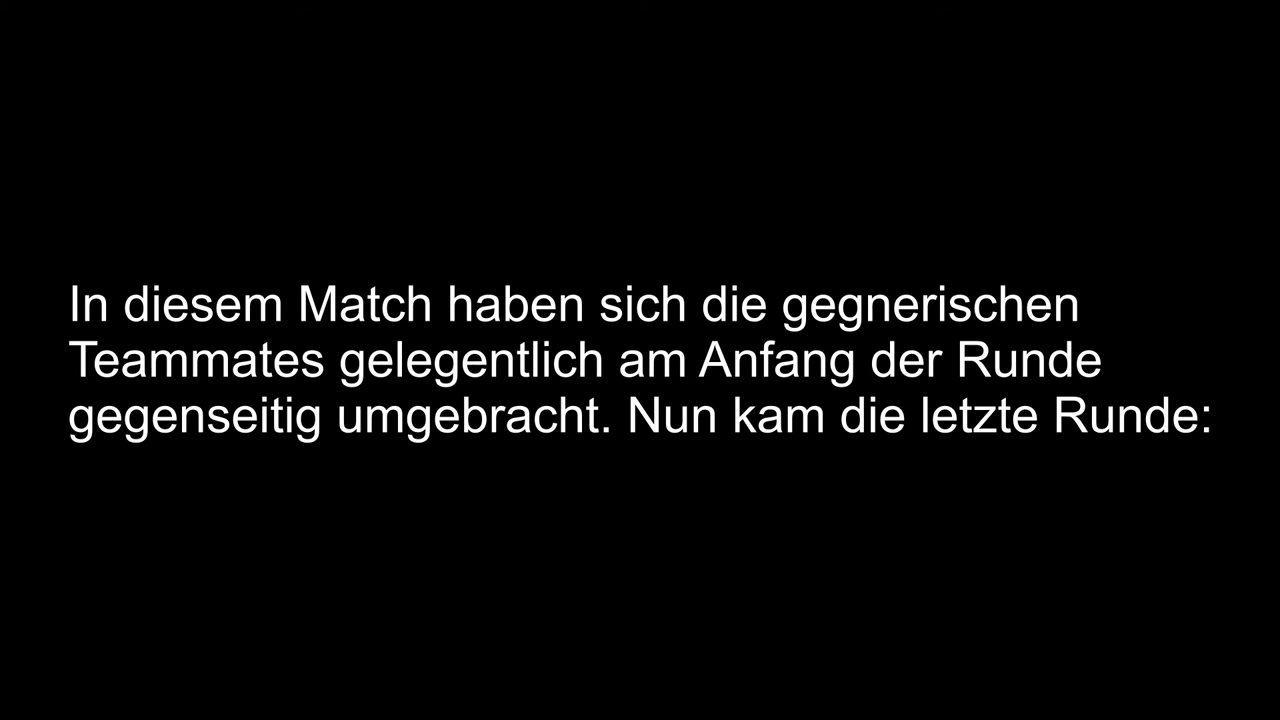 In diesem Match haben sich die gegnerischen
Teammates gelegentlich am Anfang der Runde
gegenseitig umgebracht. Nun kam die letzte Runde: